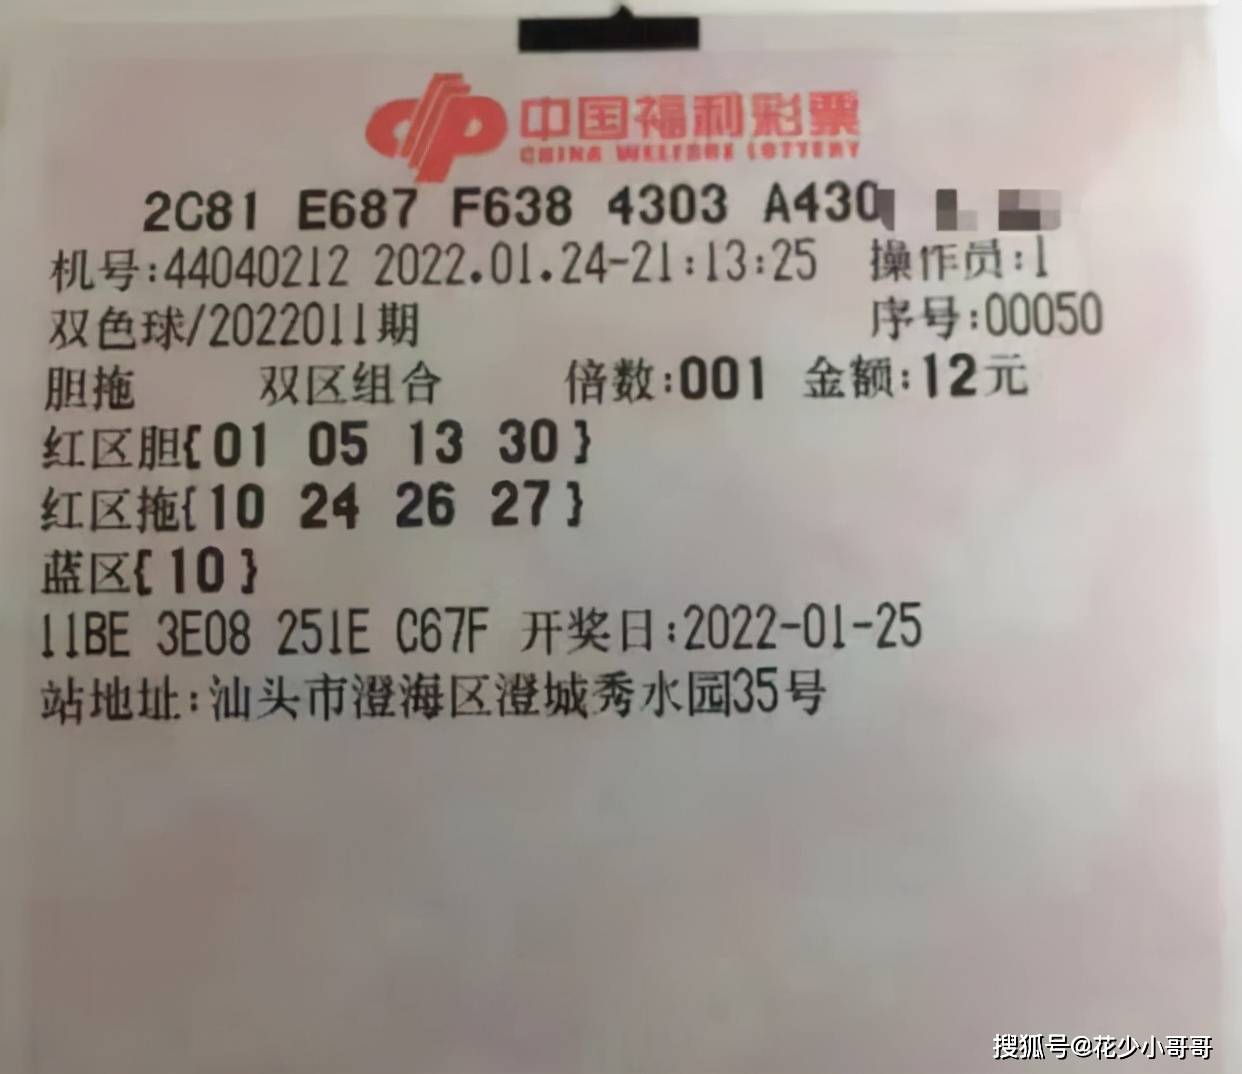 中国福利彩票
CHINA WELFARE LOTTERY
2C81 E687 F638 4303 A430
机号:44040212 2022.01.24-21:13:25 操作员:1
双色球/2022011期 序号:00050
胆拖 双区组合 倍数:001 金额:12元
红区胆{01 05 13 30}
红区拖{10 24 26 27}
蓝区{10}
11BE 3E08 251E C67F 开奖日:2022-01-25
站地址:汕头市澄海区澄城秀水园35号
搜狐号@花少小哥哥